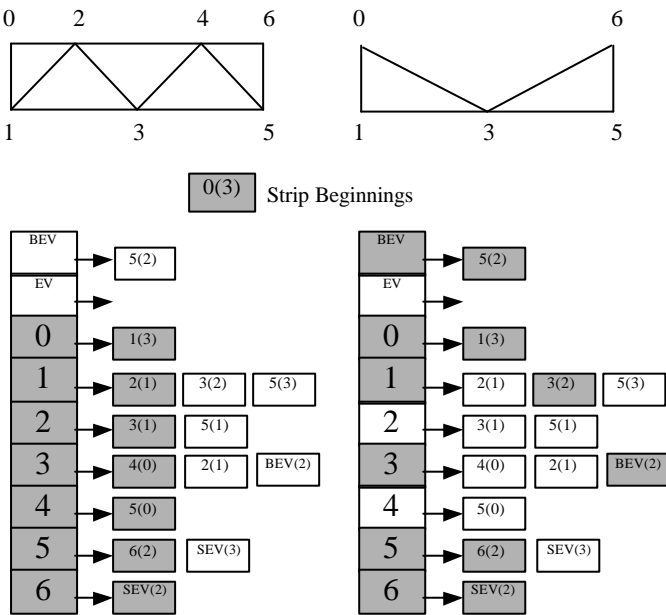 0 2 4 6 0 6
1 3 5 1 3 5
0(3) Strip Beginnings
BEV 5(2)
EV
0 1(3)
1 2(1) 3(2) 5(3)
2 3(1) 5(1)
3 4(0) 2(1) BEV(2)
4 5(0)
5 6(2) SEV(3)
6 SEV(2)
BEV 5(2)
EV
0 1(3)
1 2(1) 3(2) 5(3)
2 3(1) 5(1)
3 4(0) 2(1) BEV(2)
4 5(0)
5 6(2) SEV(3)
6 SEV(2)